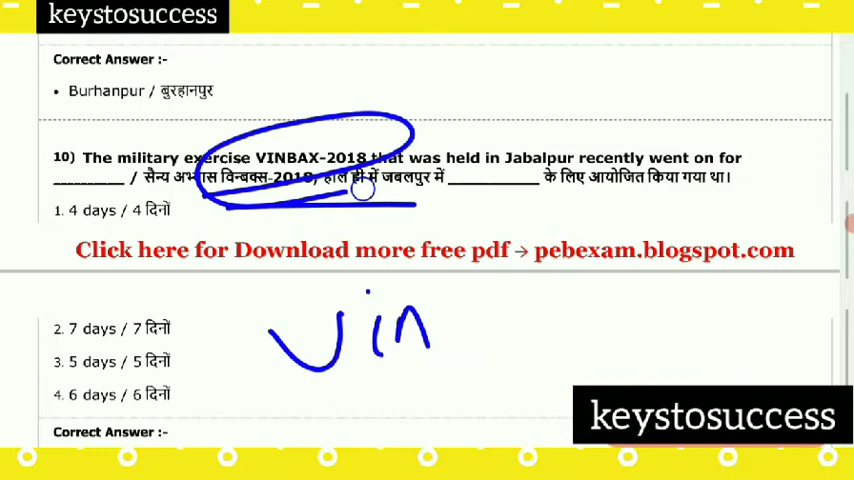 keystosuccess
Correct Answer :-
• Burhanpur / बुरहानपुर
10) The military exercise VINBAX-2018 that was held in Jabalpur recently went on for
_________ / सैन्य अभ्यास विन्बक्स-2018, हाल ही में जबलपुर में ___________ के लिए आयोजित किया गया था।
1. 4 days / 4 दिनों
Click here for Download more free pdf → pebexam.blogspot.com
2. 7 days / 7 दिनों
Vin
3. 5 days / 5 दिनों
4. 6 days / 6 दिनों
keystosuccess
Correct Answer :-